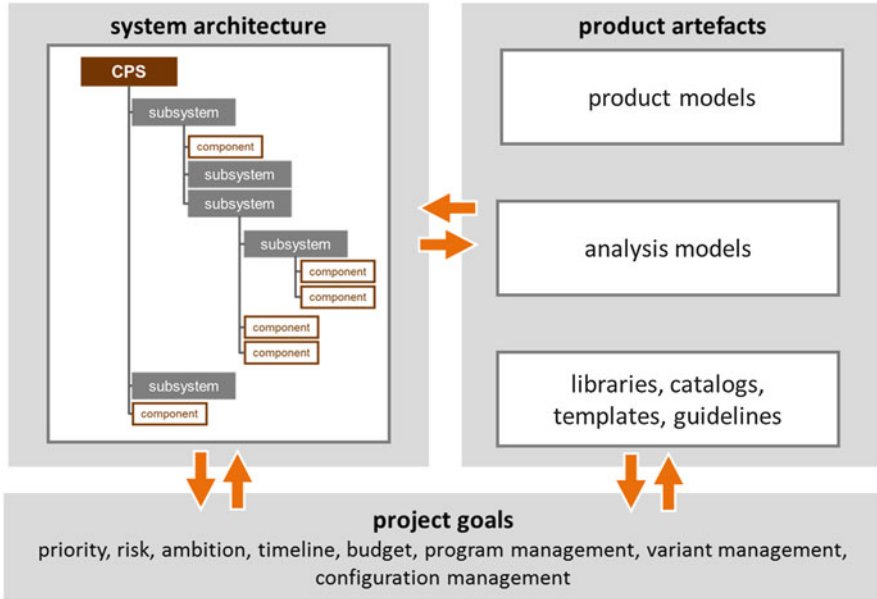 system architecture
CPS
subsystem
component
subsystem
subsystem
subsystem
component
component
component
component
subsystem
component
product artefacts
product models
analysis models
libraries, catalogs,
templates, guidelines
project goals
priority, risk, ambition, timeline, budget, program management, variant management,
configuration management